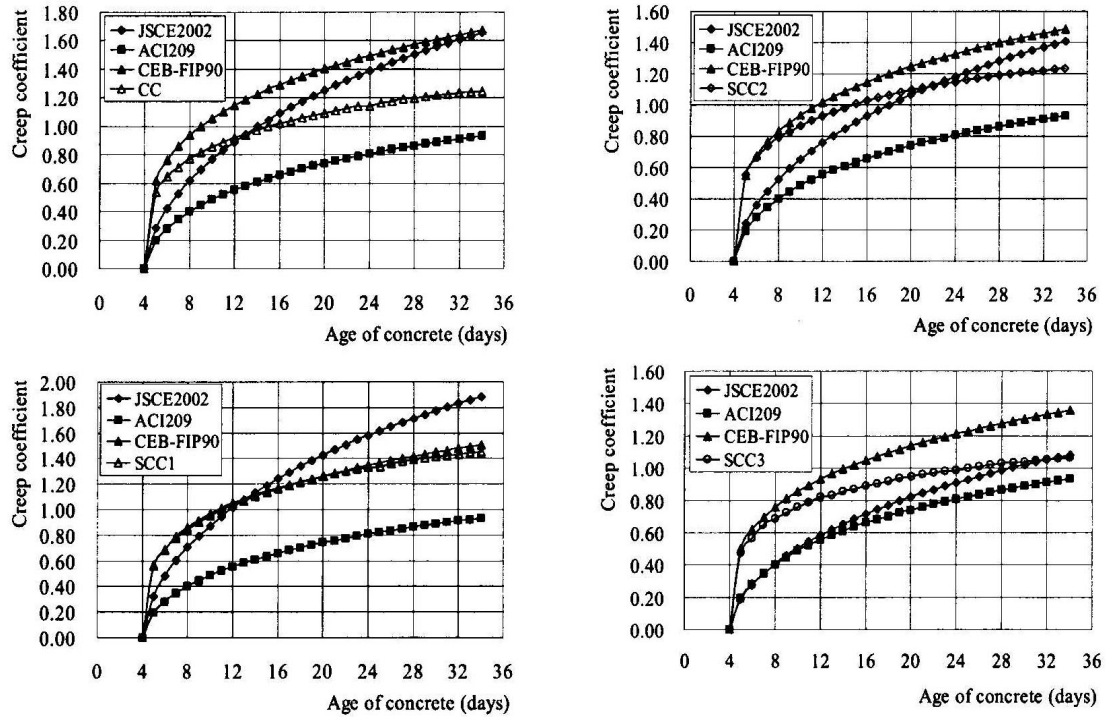 Creep coefficient
1.80
1.60
1.40
1.20
1.00
0.80
0.60
0.40
0.20
0.00
JSCE2002
ACI209
CEB-FIP90
CC
0 4 8 12 16 20 24 28 32 36
Age of concrete (days)
Creep coefficient
1.60
1.40
1.20
1.00
0.80
0.60
0.40
0.20
0.00
JSCE2002
ACI209
CEB-FIP90
SCC2
0 4 8 12 16 20 24 28 32 36
Age of concrete (days)
Creep coefficient
2.00
1.80
1.60
1.40
1.20
1.00
0.80
0.60
0.40
0.20
0.00
JSCE2002
ACI209
CEB-FIP90
SCC1
0 4 8 12 16 20 24 28 32 36
Age of concrete (days)
Creep coefficient
1.60
1.40
1.20
1.00
0.80
0.60
0.40
0.20
0.00
JSCE2002
ACI209
CEB-FIP90
SCC3
0 4 8 12 16 20 24 28 32 36
Age of concrete (days)